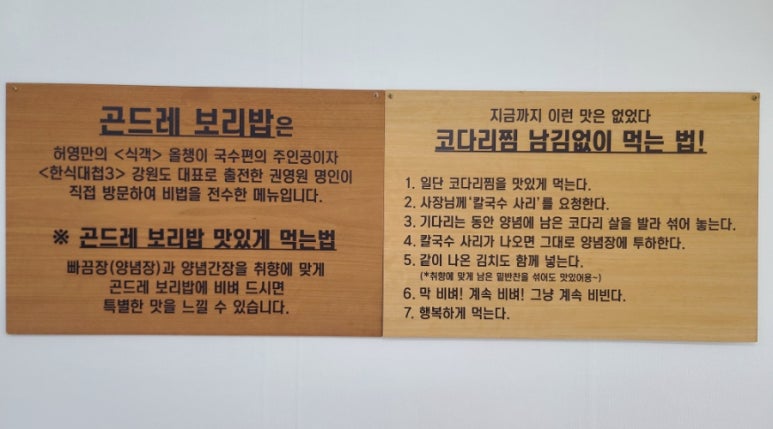 곤드레 보리밥은
허영만의 <식객> 올챙이 국수편의 주인공이자
<한식대첩3> 강원도 대표로 출전한 권영원 명인이
직접 방문하여 비법을 전수한 메뉴입니다.
※ 곤드레 보리밥 맛있게 먹는법
빠끔장(양념장)과 양념간장을 취향에 맞게
곤드레 보리밥에 비벼 드시면
특별한 맛을 느낄 수 있습니다.
지금까지 이런 맛은 없었다
코다리찜 남김없이 먹는 법!
1. 일단 코다리찜을 맛있게 먹는다.
2. 사장님께 '칼국수 사리'를 요청한다.
3. 기다리는 동안 양념에 남은 코다리 살을 발라 섞어 놓는다.
4. 칼국수 사리가 나오면 그대로 양념장에 투하한다.
5. 같이 나온 김치도 함께 넣는다.
(*취향에 맞게 남은 밑반찬을 섞어도 맛있어용~)
6. 막 비벼! 계속 비벼! 그냥 계속 비빈다.
7. 행복하게 먹는다.